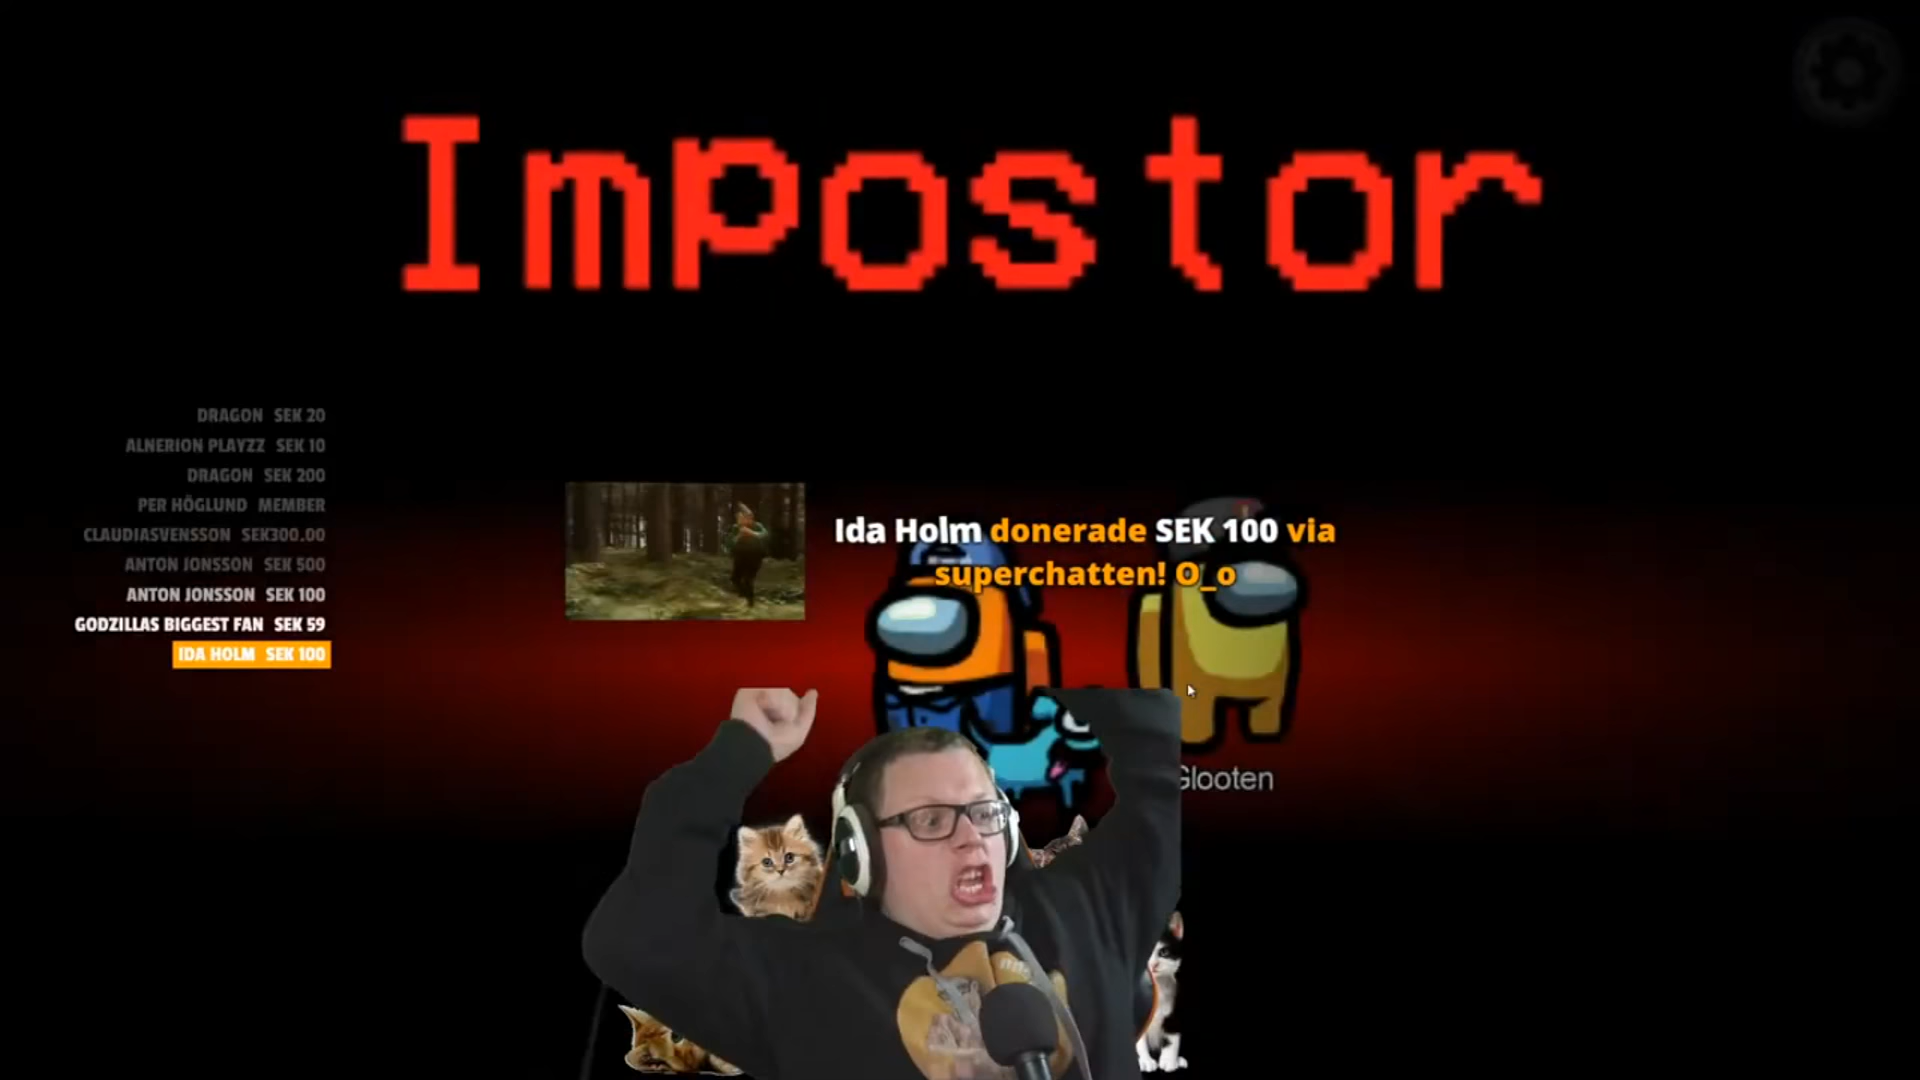 Impostor
DRAGON SEK 20
ALNERION PLAYZZ SEK 10
DRAGON SEK 200
PER HÖGLUND MEMBER
CLAUDIASVENSSON SEK300.00
ANTON JONSSON SEK 500
ANTON JONSSON SEK 100
GODZILLAS BIGGEST FAN SEK 59
IDA HOLM SEK 100
Ida Holm donerade SEK 100 via
superchatten! O_o
Glooten